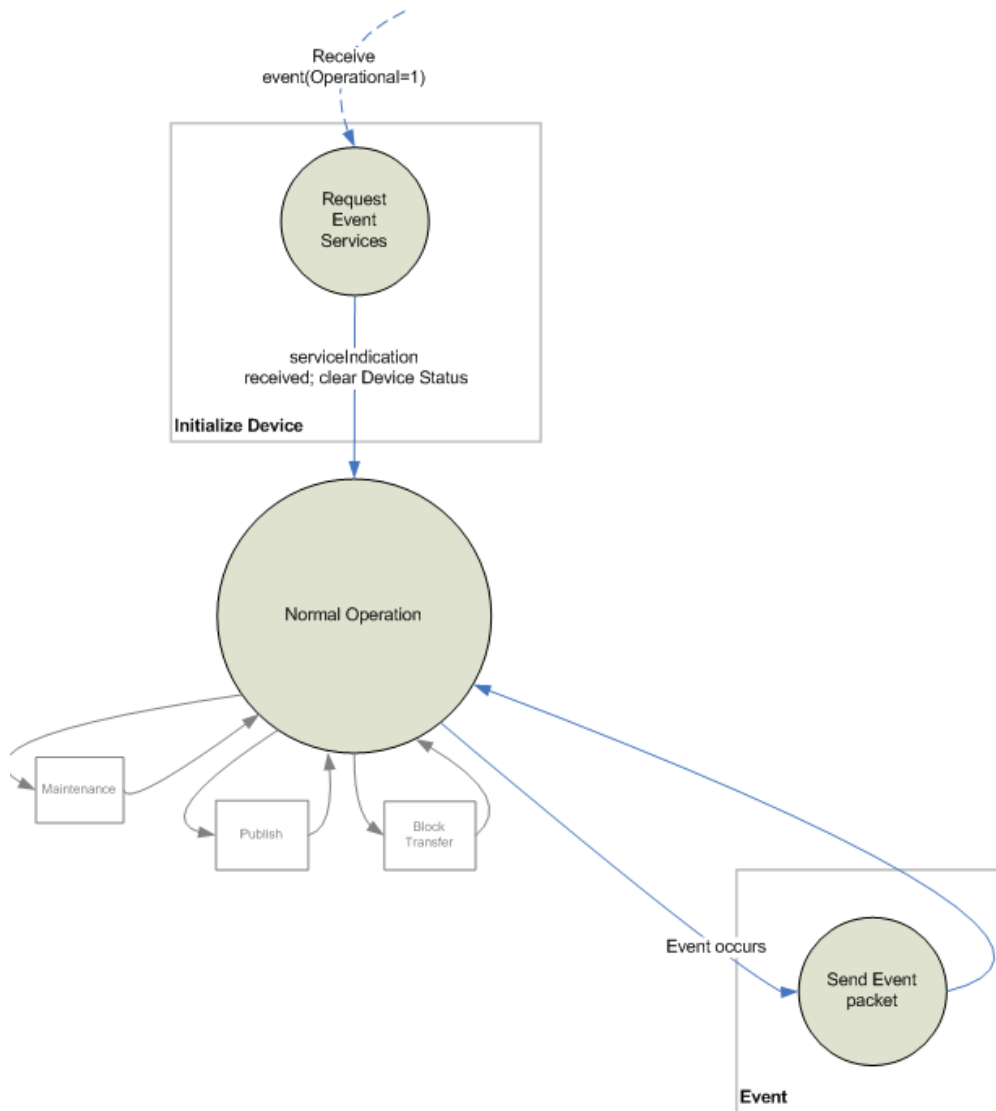 Receive
event(Operational=1)
Request
Event
Services
serviceIndication
received; clear Device Status
Initialize Device
Normal Operation
Maintenance
Publish
Block
Transfer
Event occurs
Send Event
packet
Event